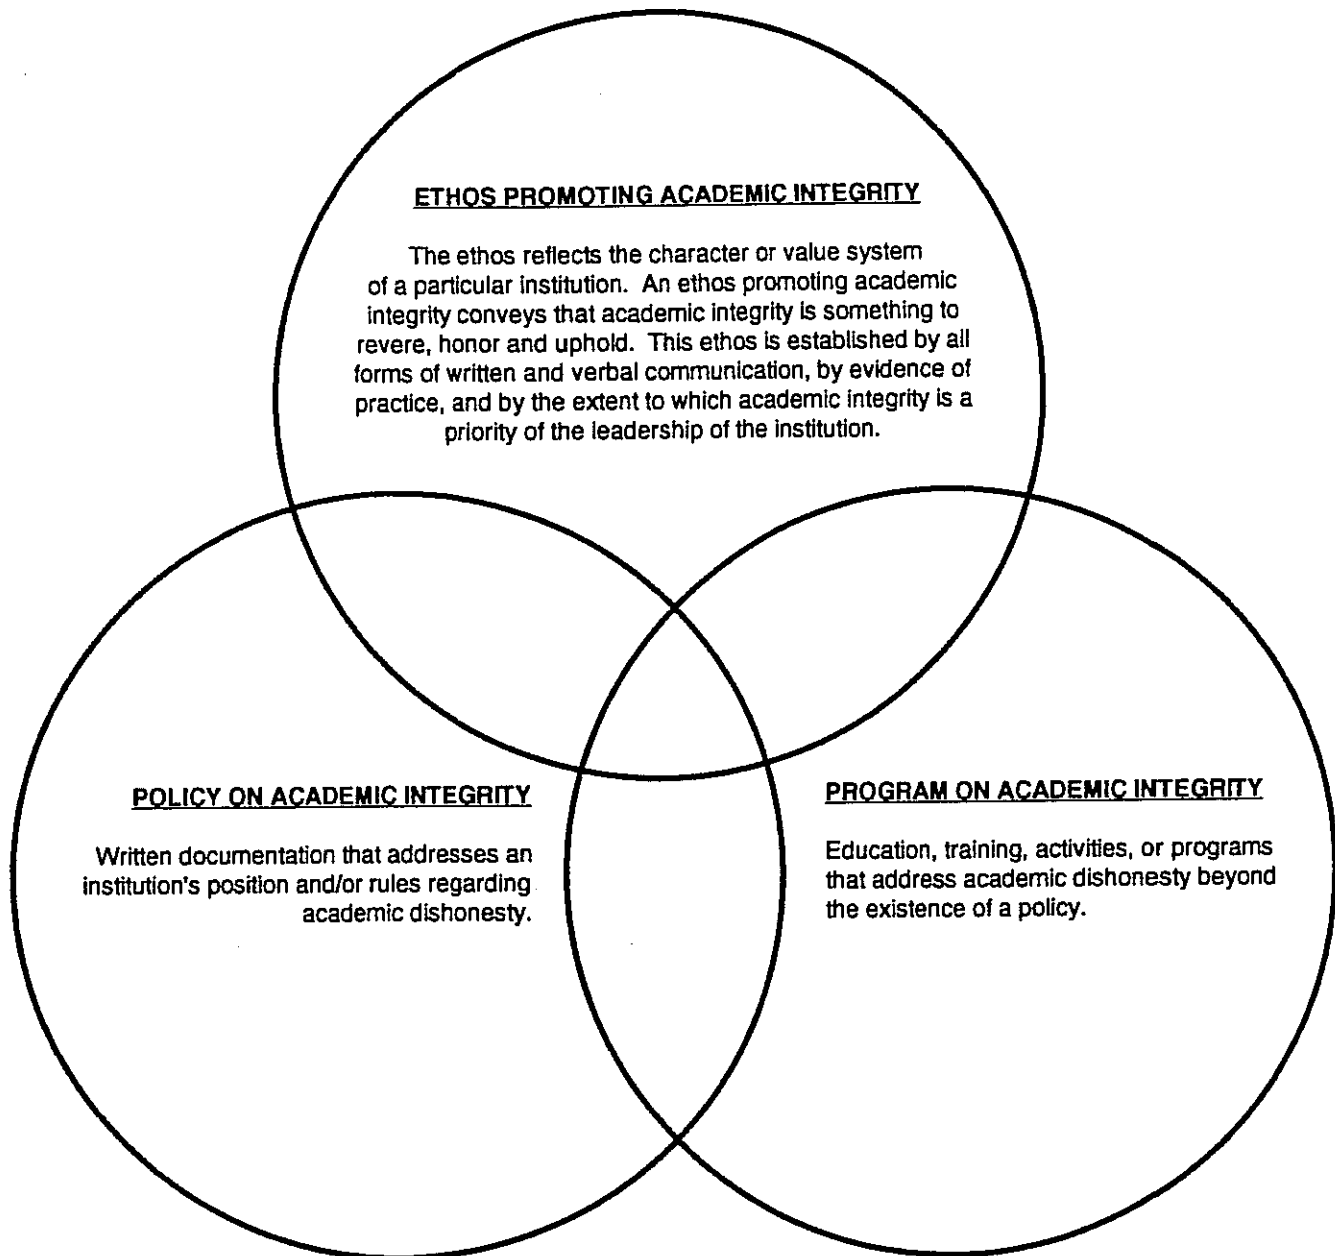 ETHOS PROMOTING ACADEMIC INTEGRITY
The ethos reflects the character or value system
of a particular institution. An ethos promoting academic
integrity conveys that academic integrity is something to
revere, honor and uphold. This ethos is established by all
forms of written and verbal communication, by evidence of
practice, and by the extent to which academic integrity is a
priority of the leadership of the institution.
POLICY ON ACADEMIC INTEGRITY
Written documentation that addresses an
institution's position and/or rules regarding
academic dishonesty.
PROGRAM ON ACADEMIC INTEGRITY
Education, training, activities, or programs
that address academic dishonesty beyond
the existence of a policy.